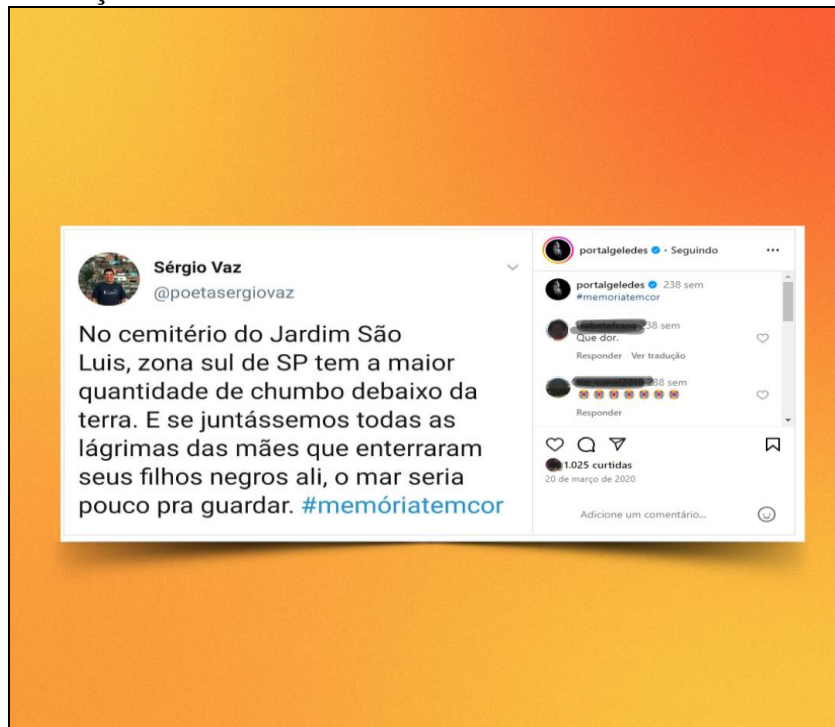 Sérgio Vaz
@poetasergiovaz
No cemitério do Jardim São
Luis, zona sul de SP tem a maior
quantidade de chumbo debaixo da
terra. E se juntássemos todas as
lágrimas das mães que enterraram
seus filhos negros ali, o mar seria
pouco pra guardar. #memóriatemcor
portalgeledes • Seguindo
portalgeledes 238 sem
#memoriatemcor
238 sem
Que dor.
Responder Ver tradução
238 sem
Responder
1.025 curtidas
20 de março de 2020
Adicione um comentário...